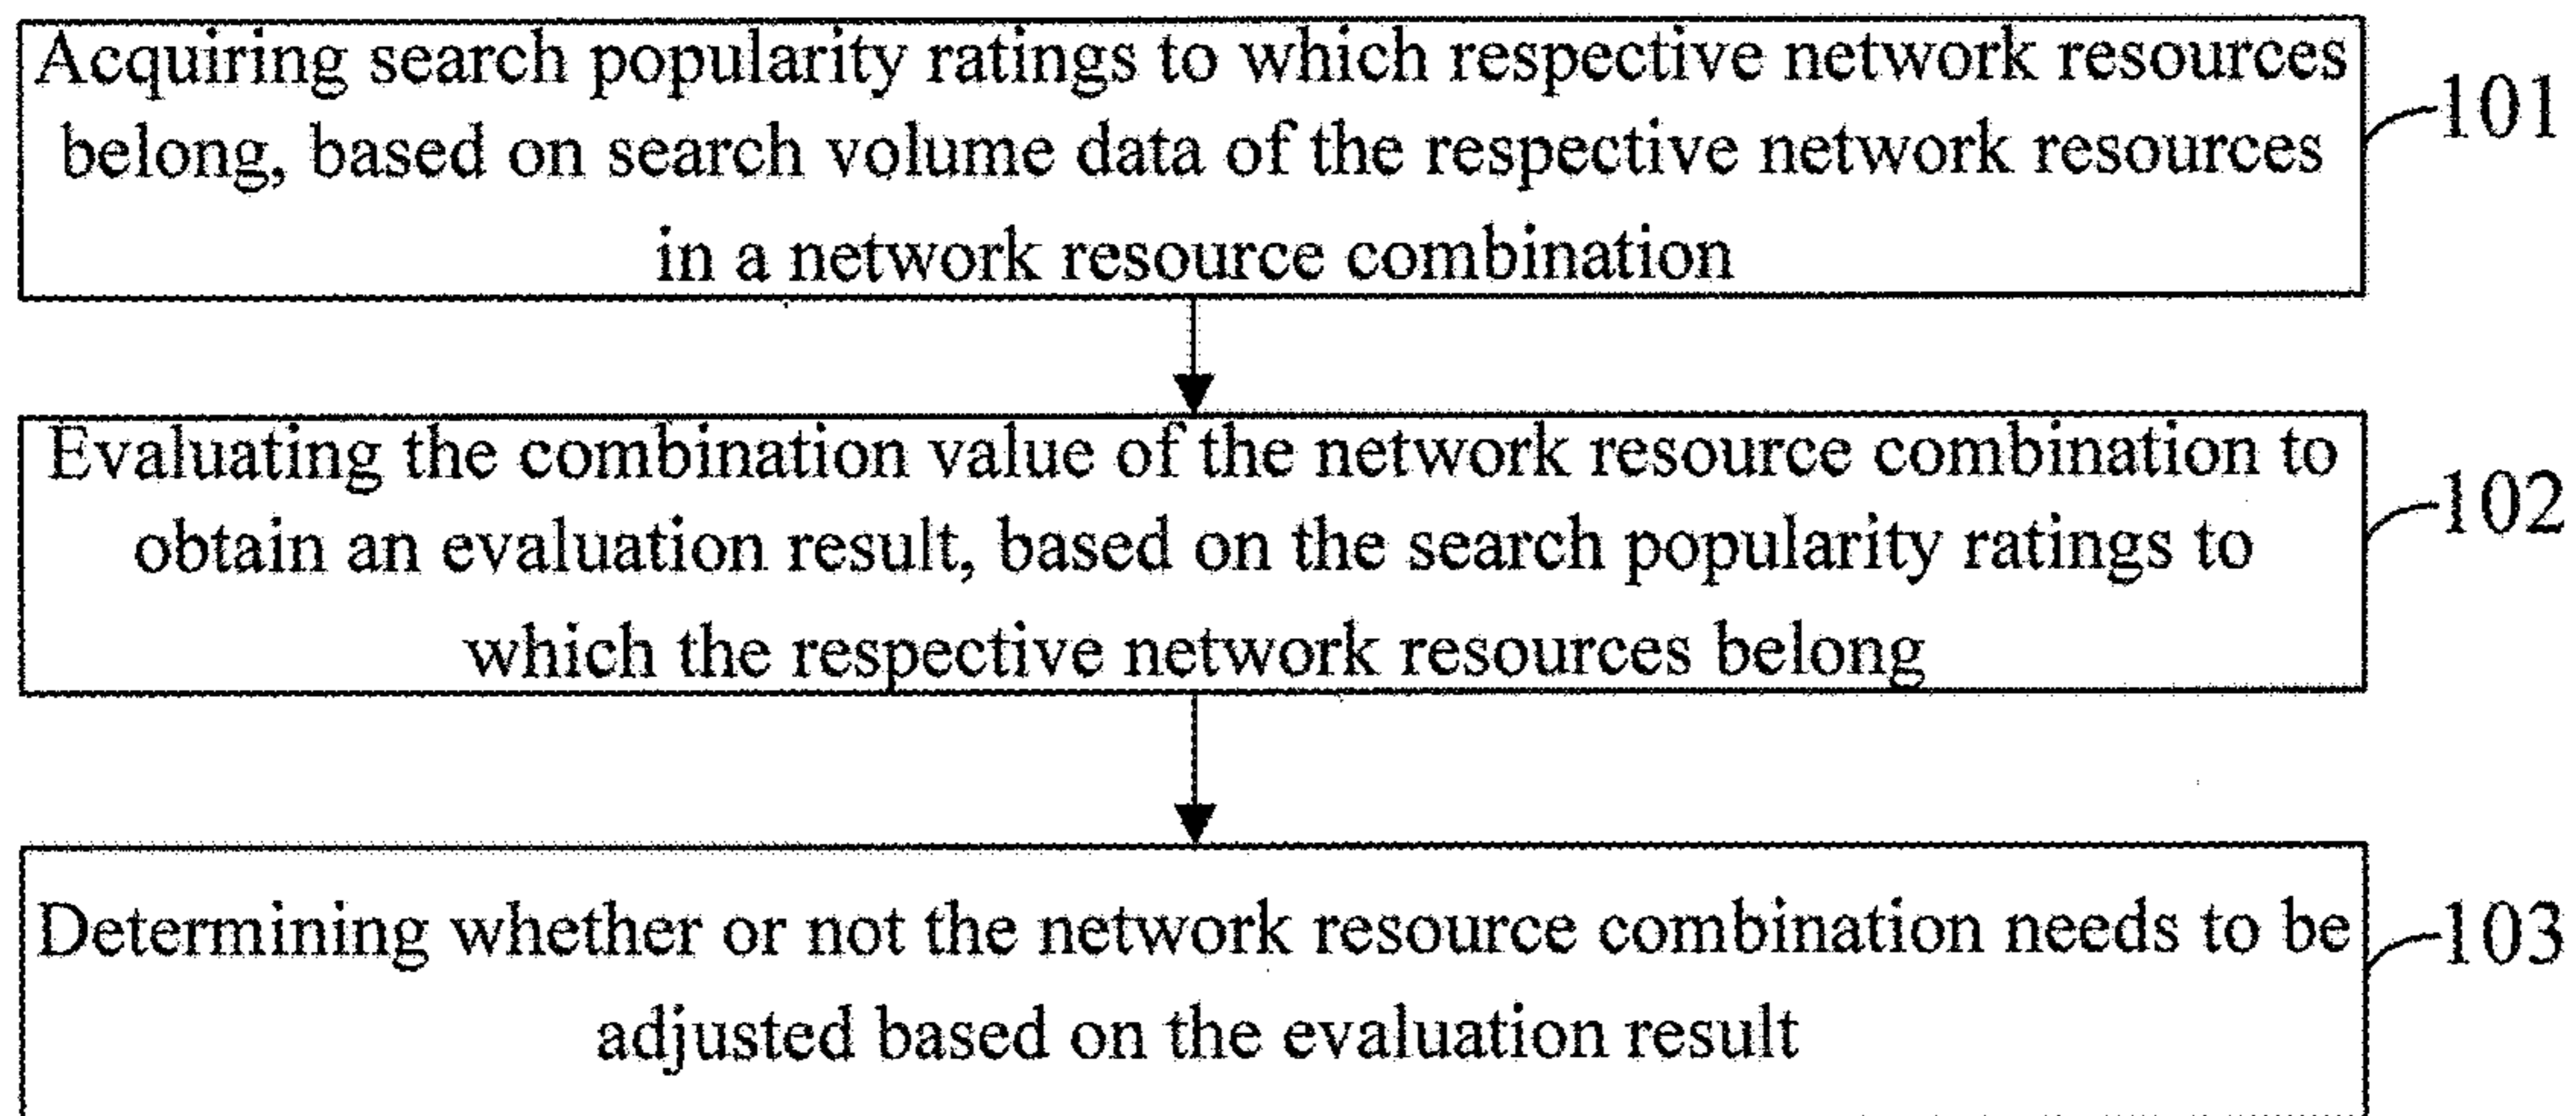 Acquiring search popularity ratings to which respective network resources
belong, based on search volume data of the respective network resources
in a network resource combination
101
Evaluating the combination value of the network resource combination to
obtain an evaluation result, based on the search popularity ratings to
which the respective network resources belong
102
Determining whether or not the network resource combination needs to be
adjusted based on the evaluation result
103